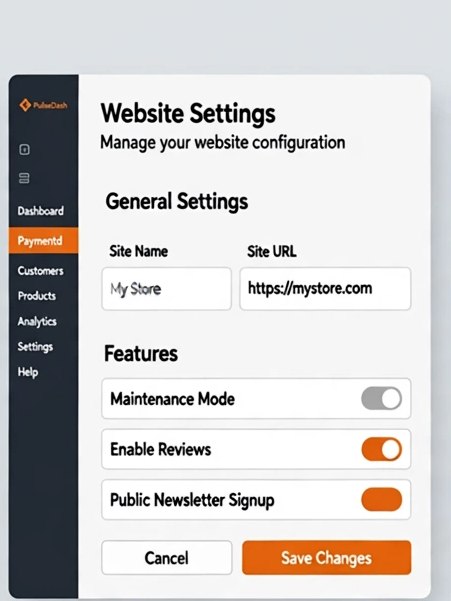 PulseDash
Dashboard
Paymentd
Customers
Products
Analytics
Settings
Help
Website Settings
Manage your website configuration
General Settings
Site Name
Site URL
My Store
https://mystore.com
Features
Maintenance Mode
Enable Reviews
Public Newsletter Signup
Cancel
Save Changes